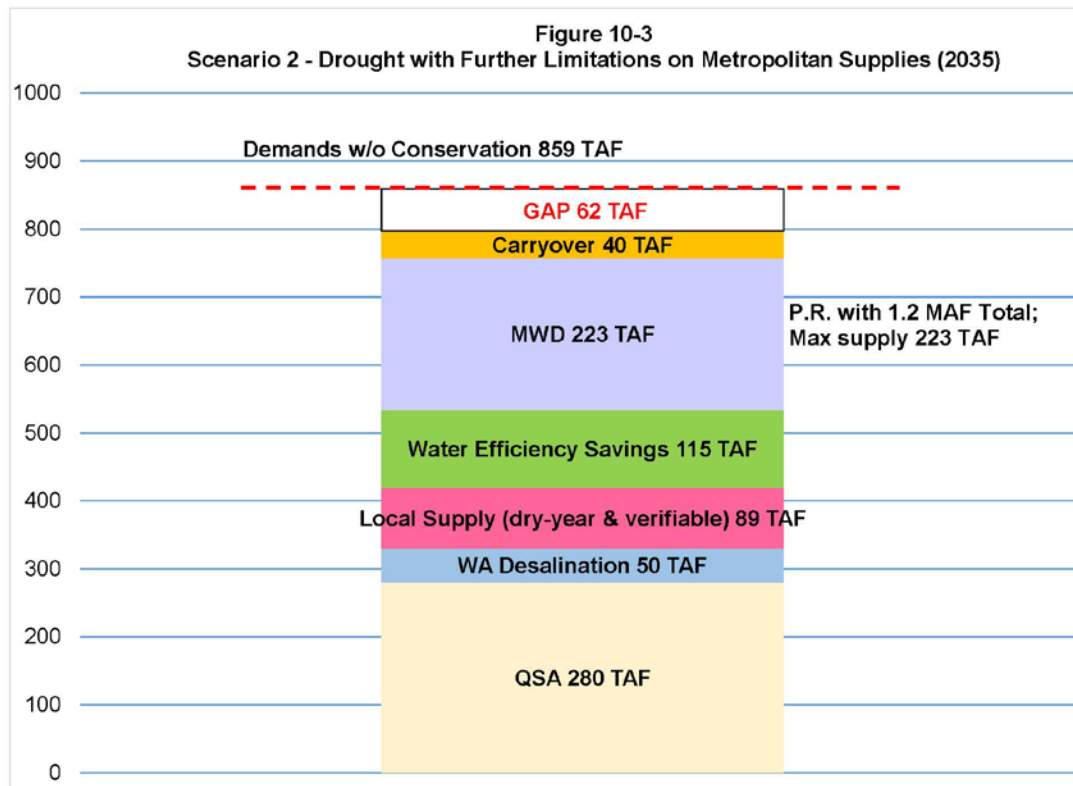 Figure 10-3
Scenario 2 - Drought with Further Limitations on Metropolitan Supplies (2035)
1000
Demands w/o Conservation 859 TAF
900
GAP 62 TAF
800
Carryover 40 TAF
700
P.R. with 1.2 MAF Total;
Max supply 223 TAF
MWD 223 TAF
600
500
Water Efficiency Savings 115 TAF
400
Local Supply (dry-year & verifiable) 89 TAF
300
WA Desalination 50 TAF
200
QSA 280 TAF
100
0